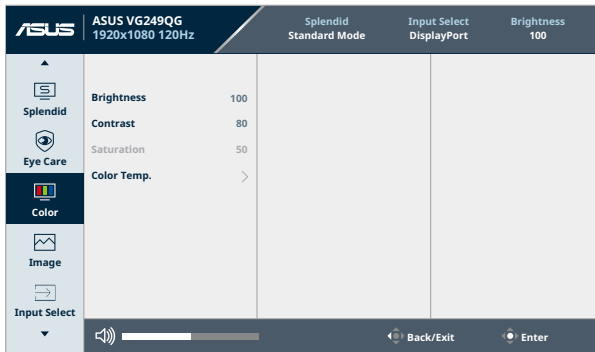 ASUS
ASUS VG249QG
1920x1080 120Hz
Splendid
Standard Mode
Input Select
DisplayPort
Brightness
100
S
Splendid
Eye Care
Color
Image
Input Select
Brightness 100
Contrast 80
Saturation 50
Color Temp.
Back/Exit
Enter